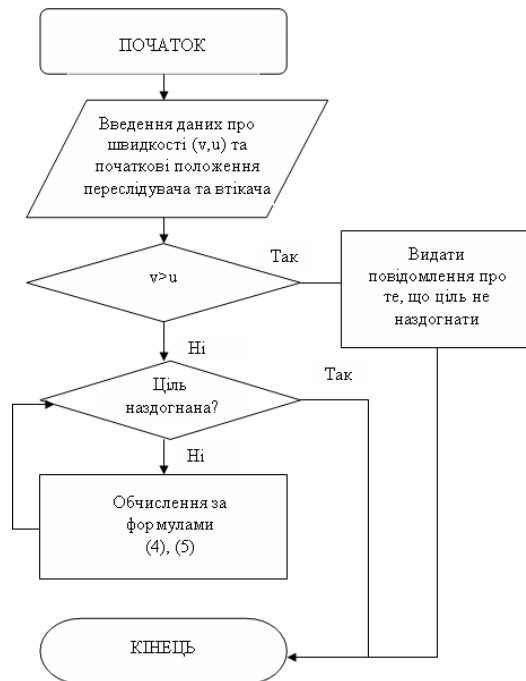 ПОЧАТОК
Введення даних про
швидкості (v,u) та
початкові положення
переслідувача та втікача
v>u
Так
Видати
повідомлення про
те, що ціль не
наздогнати
Ні
Ціль
наздогнана?
Так
Ні
Обчислення за
формулами
(4), (5)
КІНЕЦЬ